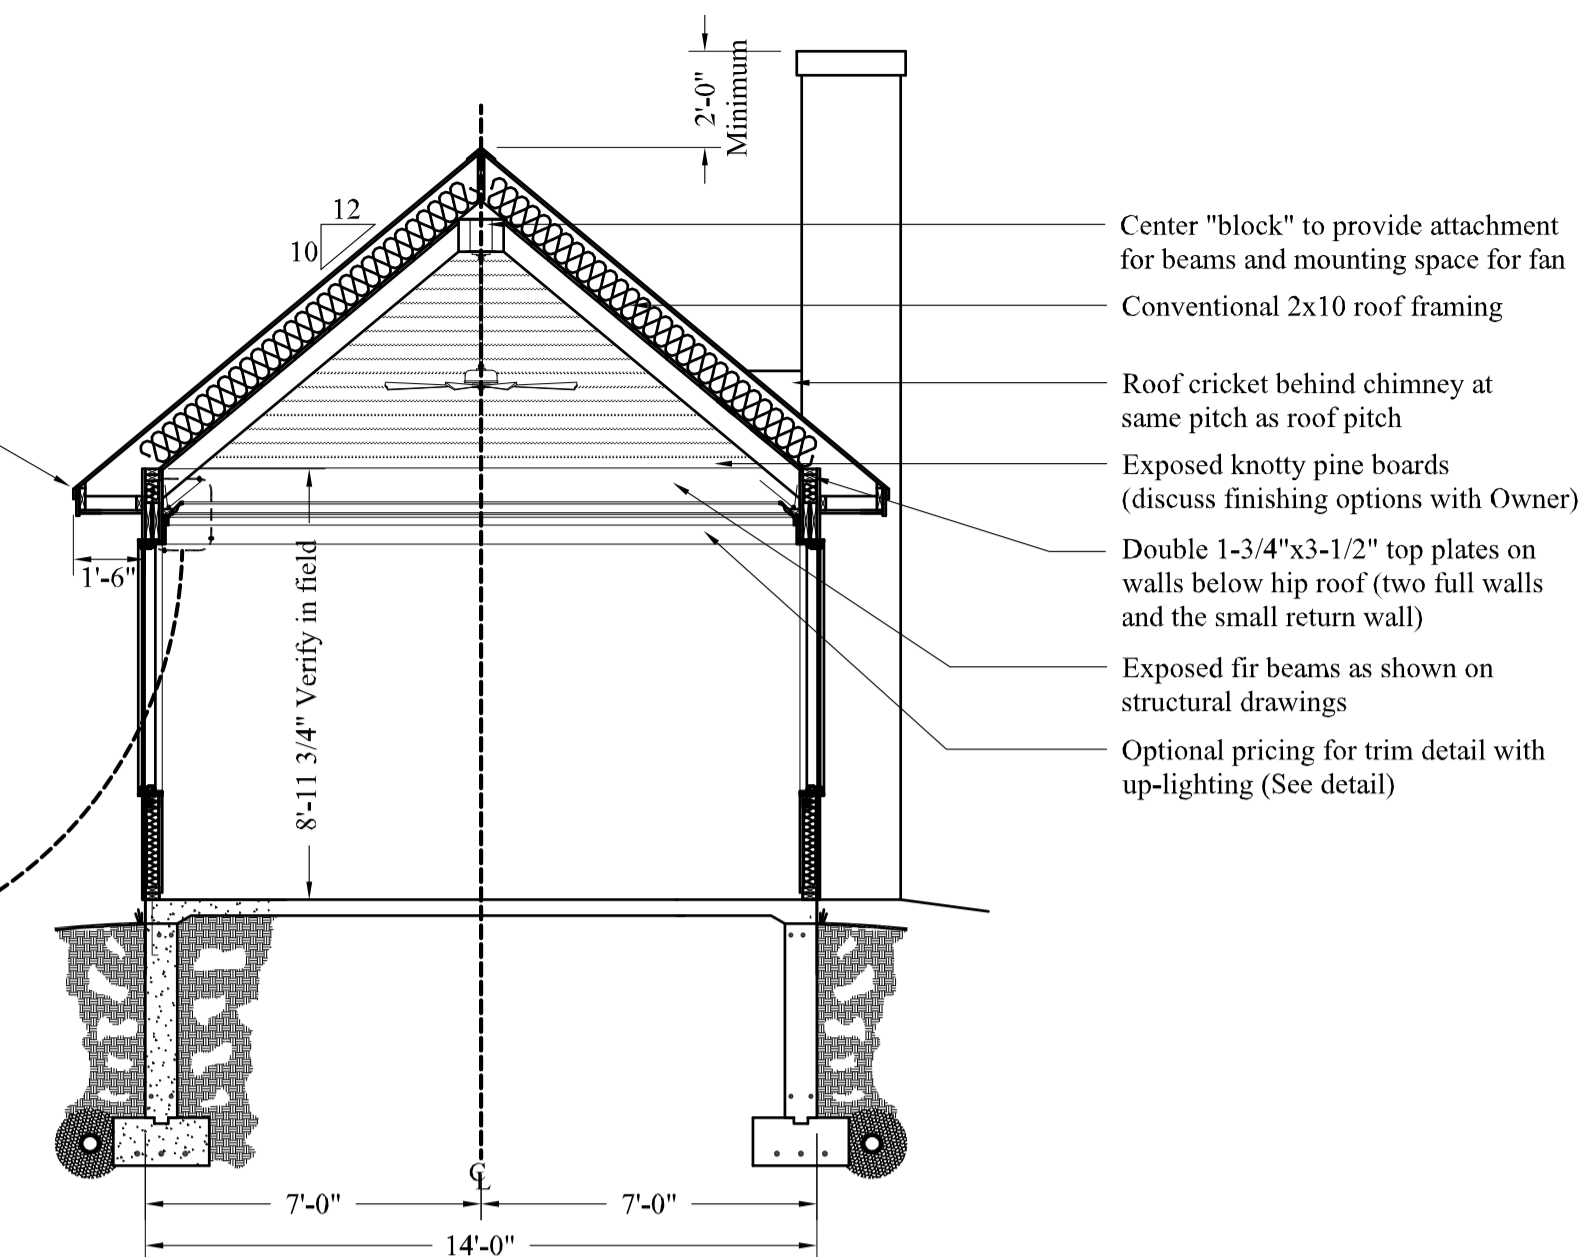 2'-0"
Minimum
12
10
Center "block" to provide attachment
for beams and mounting space for fan
Conventional 2x10 roof framing
Roof cricket behind chimney at
same pitch as roof pitch
Exposed knotty pine boards
(discuss finishing options with Owner)
Double 1-3/4"x3-1/2" top plates on
walls below hip roof (two full walls
and the small return wall)
Exposed fir beams as shown on
structural drawings
Optional pricing for trim detail with
up-lighting (See detail)
1'-6"
8'-11 3/4" Verify in field
CL
7'-0"
7'-0"
14'-0"